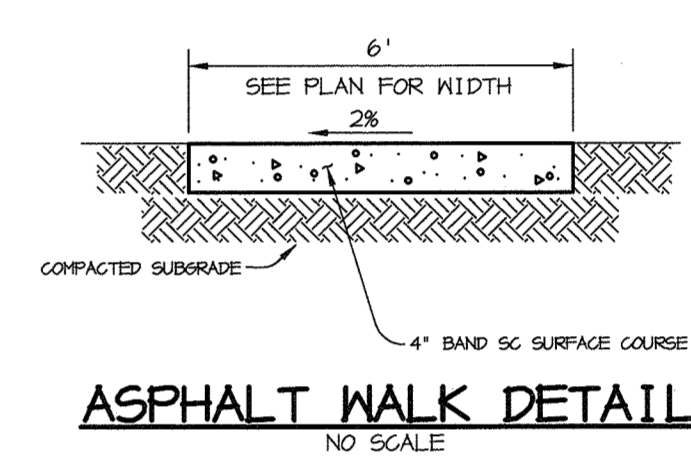 6'
SEE PLAN FOR WIDTH
2%
COMPACTED SUBGRADE
4" BAND SC SURFACE COURSE
ASPHALT WALK DETAIL
NO SCALE